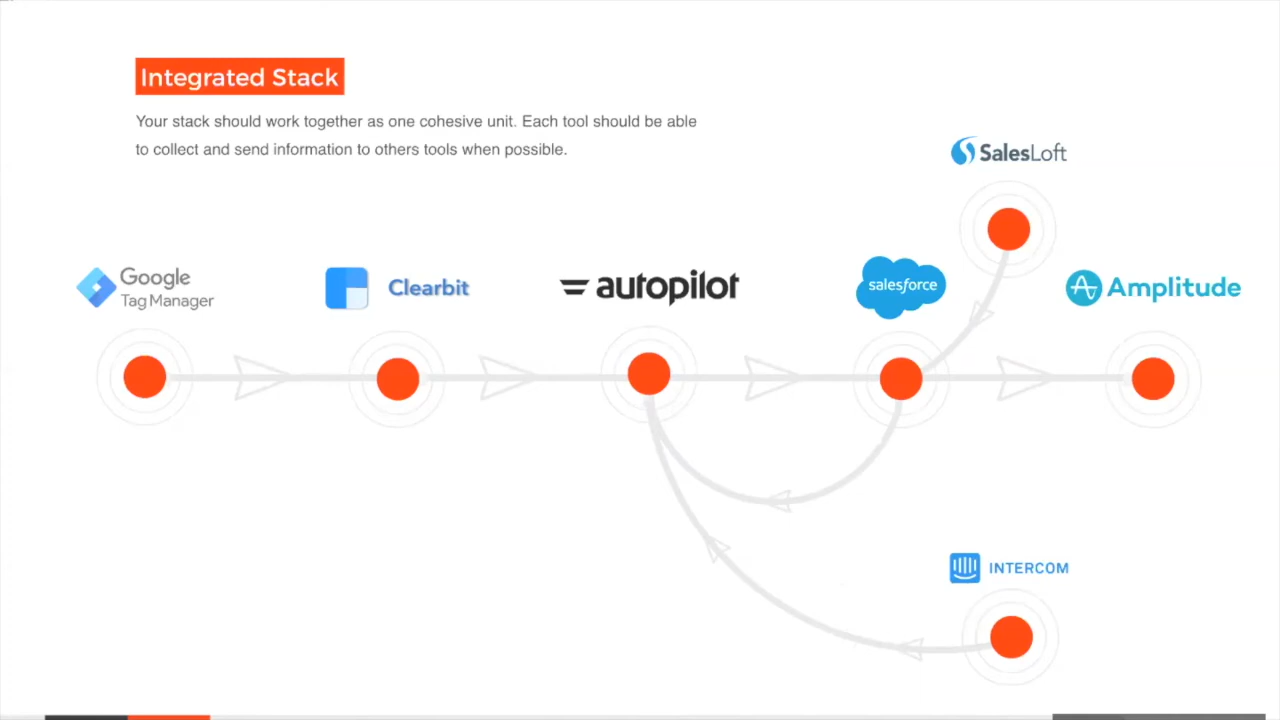 Integrated Stack
Your stack should work together as one cohesive unit. Each tool should be able
to collect and send information to others tools when possible.
SalesLoft
Google
Tag Manager
Clearbit
autopilot
salesforce
Amplitude
INTERCOM